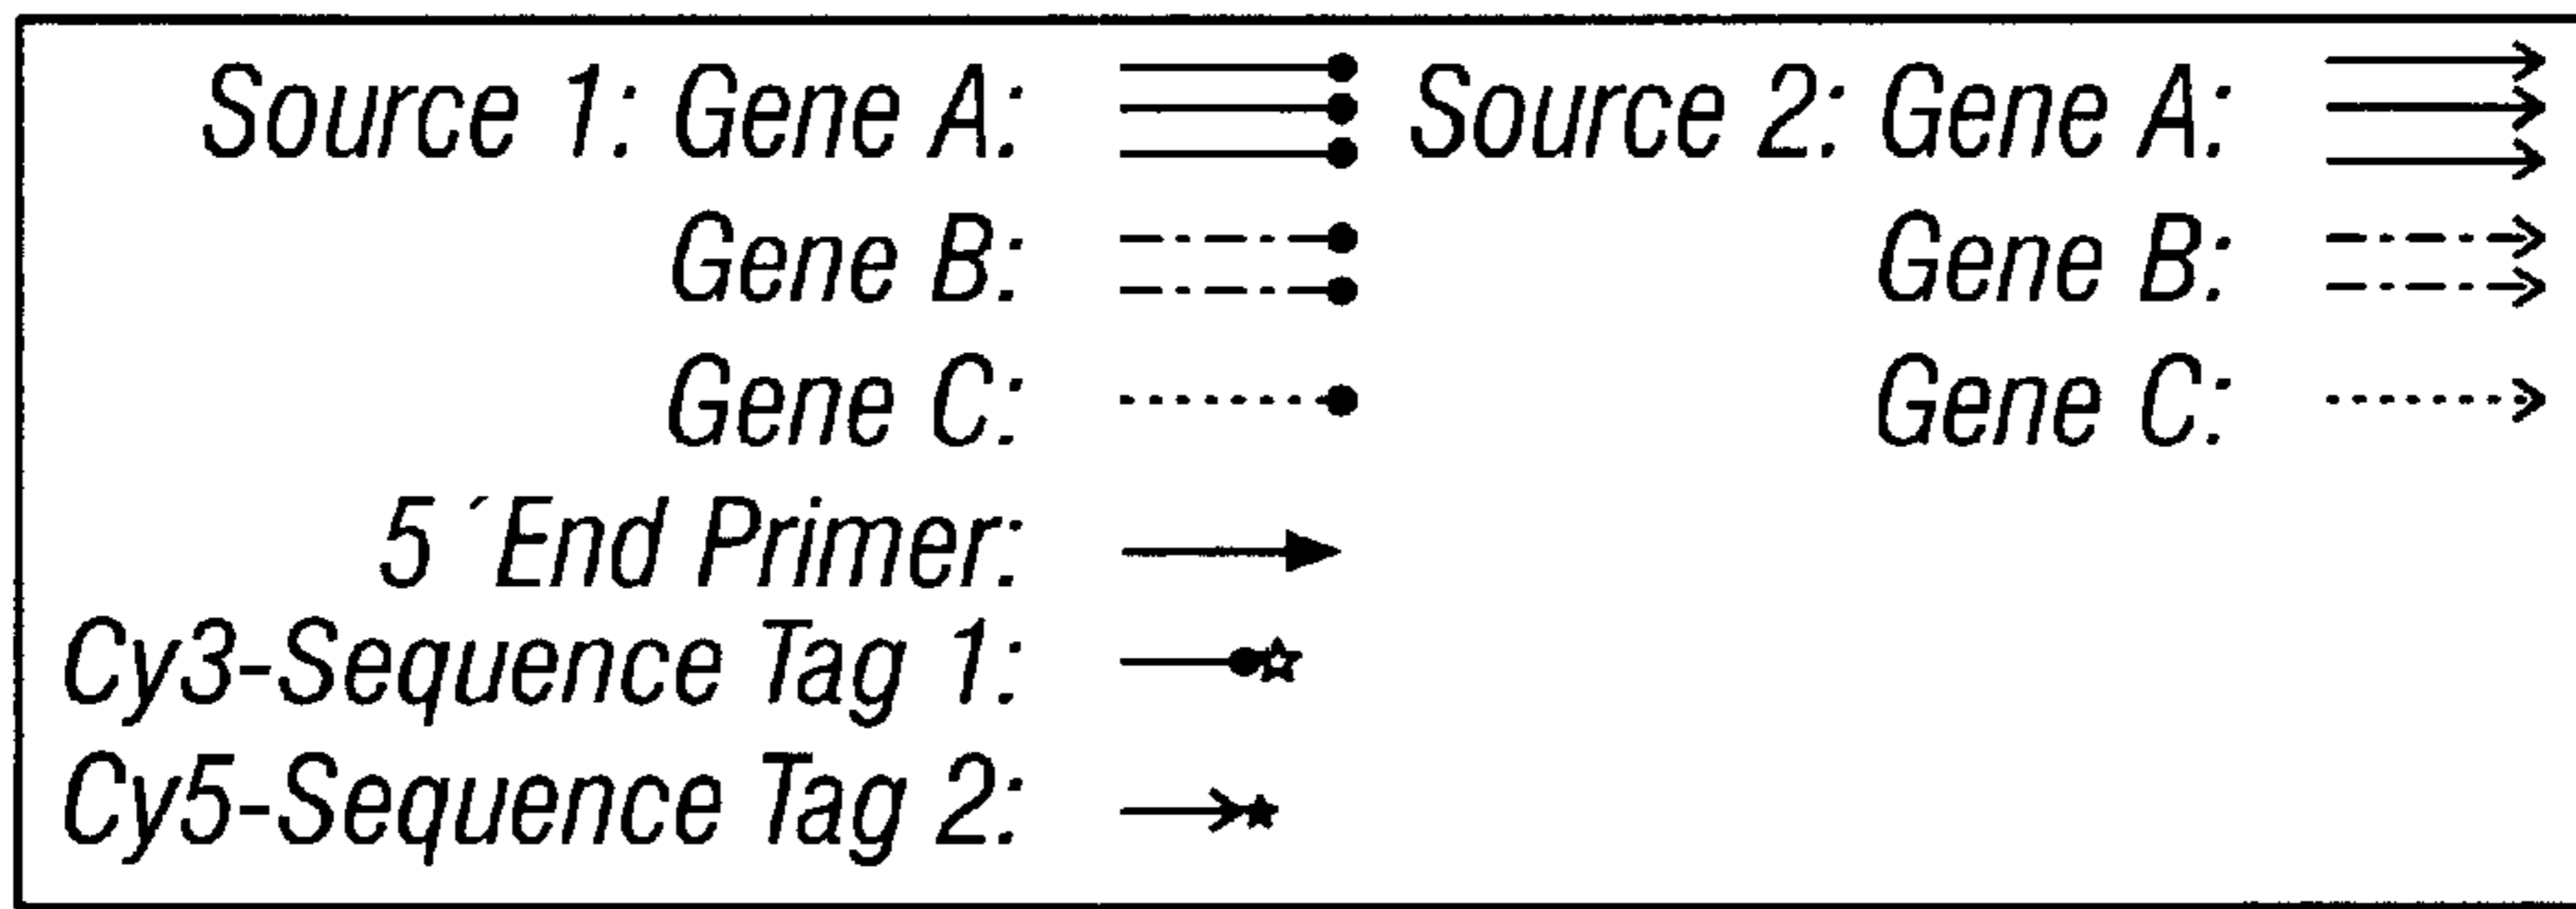 Source 1: Gene A: Source 2: Gene A:
Gene B: Gene B:
Gene C: Gene C:
5´End Primer:
Cy3-Sequence Tag 1:
Cy5-Sequence Tag 2: